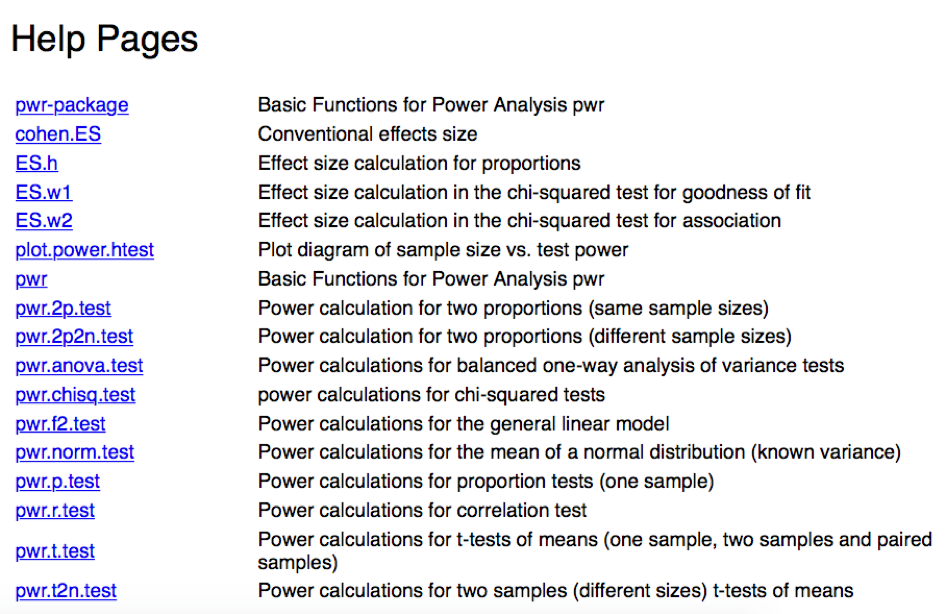 Help Pages
pwr-package Basic Functions for Power Analysis pwr
cohen.ES Conventional effects size
ES.h Effect size calculation for proportions
ES.w1 Effect size calculation in the chi-squared test for goodness of fit
ES.w2 Effect size calculation in the chi-squared test for association
plot.power.htest Plot diagram of sample size vs. test power
pwr Basic Functions for Power Analysis pwr
pwr.2p.test Power calculation for two proportions (same sample sizes)
pwr.2p2n.test Power calculation for two proportions (different sample sizes)
pwr.anova.test Power calculations for balanced one-way analysis of variance tests
pwr.chisq.test power calculations for chi-squared tests
pwr.f2.test Power calculations for the general linear model
pwr.norm.test Power calculations for the mean of a normal distribution (known variance)
pwr.p.test Power calculations for proportion tests (one sample)
pwr.r.test Power calculations for correlation test
pwr.t.test Power calculations for t-tests of means (one sample, two samples and paired
samples)
pwr.t2n.test Power calculations for two samples (different sizes) t-tests of means